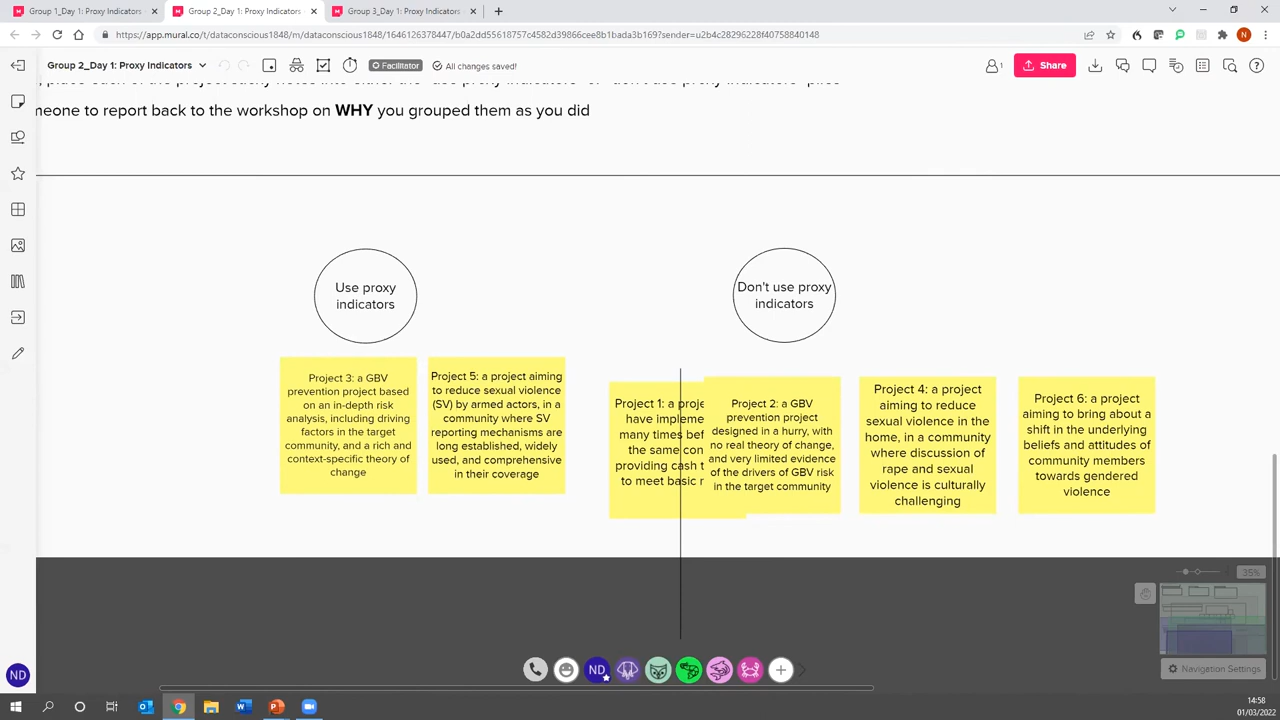 Group 1_Day 1: Proxy Indicators
Group 2_Day 1: Proxy Indicators
Group 3_Day 1: Proxy Indicators
https://app.mural.co/t/dataconscious1848/m/dataconscious1848/1646126378447/b0a2dd55618757c4582d39866cee8b1bada3b169?sender=u2b4c28296228f40758840148
N
Group 2_Day 1: Proxy Indicators
Facilitator
All changes saved!
1
Share
meone to report back to the workshop on WHY you grouped them as you did
Use proxy
indicators
Don't use proxy
indicators
Project 3: a GBV
prevention project based
on an in-depth risk
analysis, including driving
factors in the target
community, and a rich and
context-specific theory of
change
Project 5: a project aiming
to reduce sexual violence
(SV) by armed actors, in a
community where SV
reporting mechanisms are
long established, widely
used, and comprehensive
in their coverage
Project 1: a proje
have impleme
many times bef
the same con
providing cash t
to meet basic
Project 2: a GBV
prevention project
designed in a hurry, with
no real theory of change,
and very limited evidence
of the drivers of GBV risk
in the target community
Project 4: a project
aiming to reduce
sexual violence in the
home, in a community
where discussion of
rape and sexual
violence is culturally
challenging
Project 6: a project
aiming to bring about a
shift in the underlying
beliefs and attitudes of
community members
towards gendered
violence
35%
Navigation Settings
ND
ND
14:58
01/03/2022